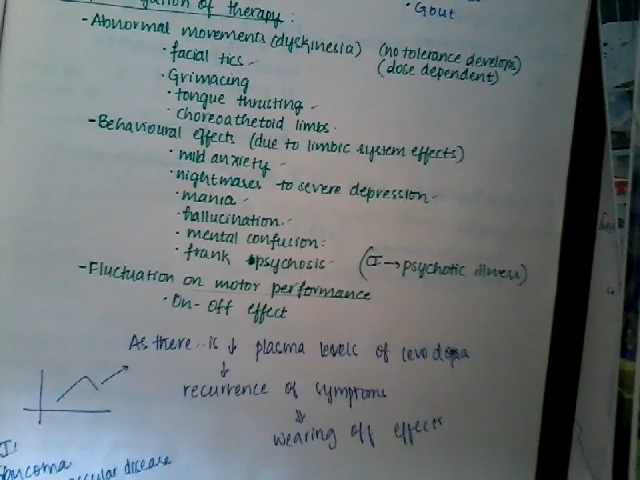 of therapy:
• Gout
- Abnormal movements (dyskinesia) (no tolerance develops)
(dose dependent)
• facial tics
• Grimacing
• tongue thrusting
• choreoathetoid limbs.
- Behavioural effects (due to limbic system effects)
• mild anxiety
• nightmares to severe depression
• mania
• hallucination
• mental confusion:
• frank psychosis (CI → psychotic illness)
- Fluctuation on motor performance
• On-off effect
As there is ↓ plasma levels of levodopa
↓
recurrence of symptoms
⇓
wearing off effects
disease